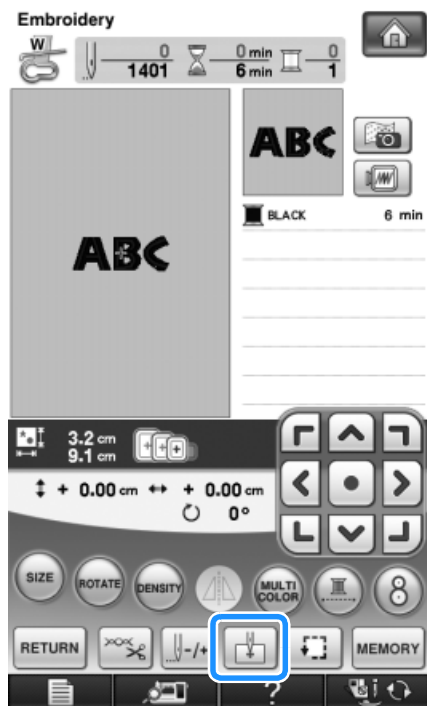 Embroidery
W
0 0 min 0
1401 6 min 1
ABC
BLACK 6 min
ABC
3.2 cm
9.1 cm
+ 0.00 cm + 0.00 cm
0°
SIZE ROTATE DENSITY MULTI COLOR 8
RETURN -/+ MEMORY
?